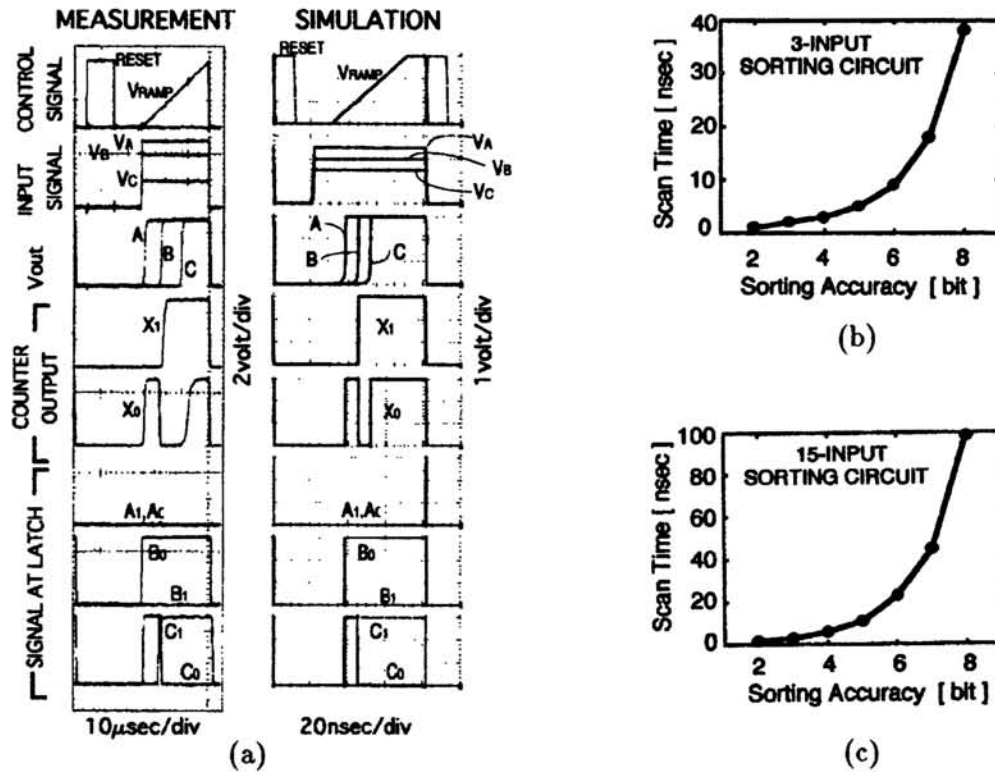 MEASUREMENT
SIMULATION
CONTROL
SIGNAL
RESET
VRAMP
RESET
VRAMP
INPUT
SIGNAL
VA
VB
VC
VA
VB
VC
Vout
A
B
C
A
B
C
COUNTER
OUTPUT
X1
X0
X1
X0
2volt/div
1volt/div
SIGNAL AT LATCH
A1,A0
A1,A0
B0
B1
B0
B1
C1
C0
C1
C0
10μsec/div
20nsec/div
(a)
3-INPUT
SORTING CIRCUIT
Scan Time [ nsec]
40
30
20
10
0
2 4 6 8
Sorting Accuracy [ bit]
(b)
15-INPUT
SORTING CIRCUIT
Scan Time [ nsec]
100
80
60
40
20
0
2 4 6 8
Sorting Accuracy [ bit]
(c)